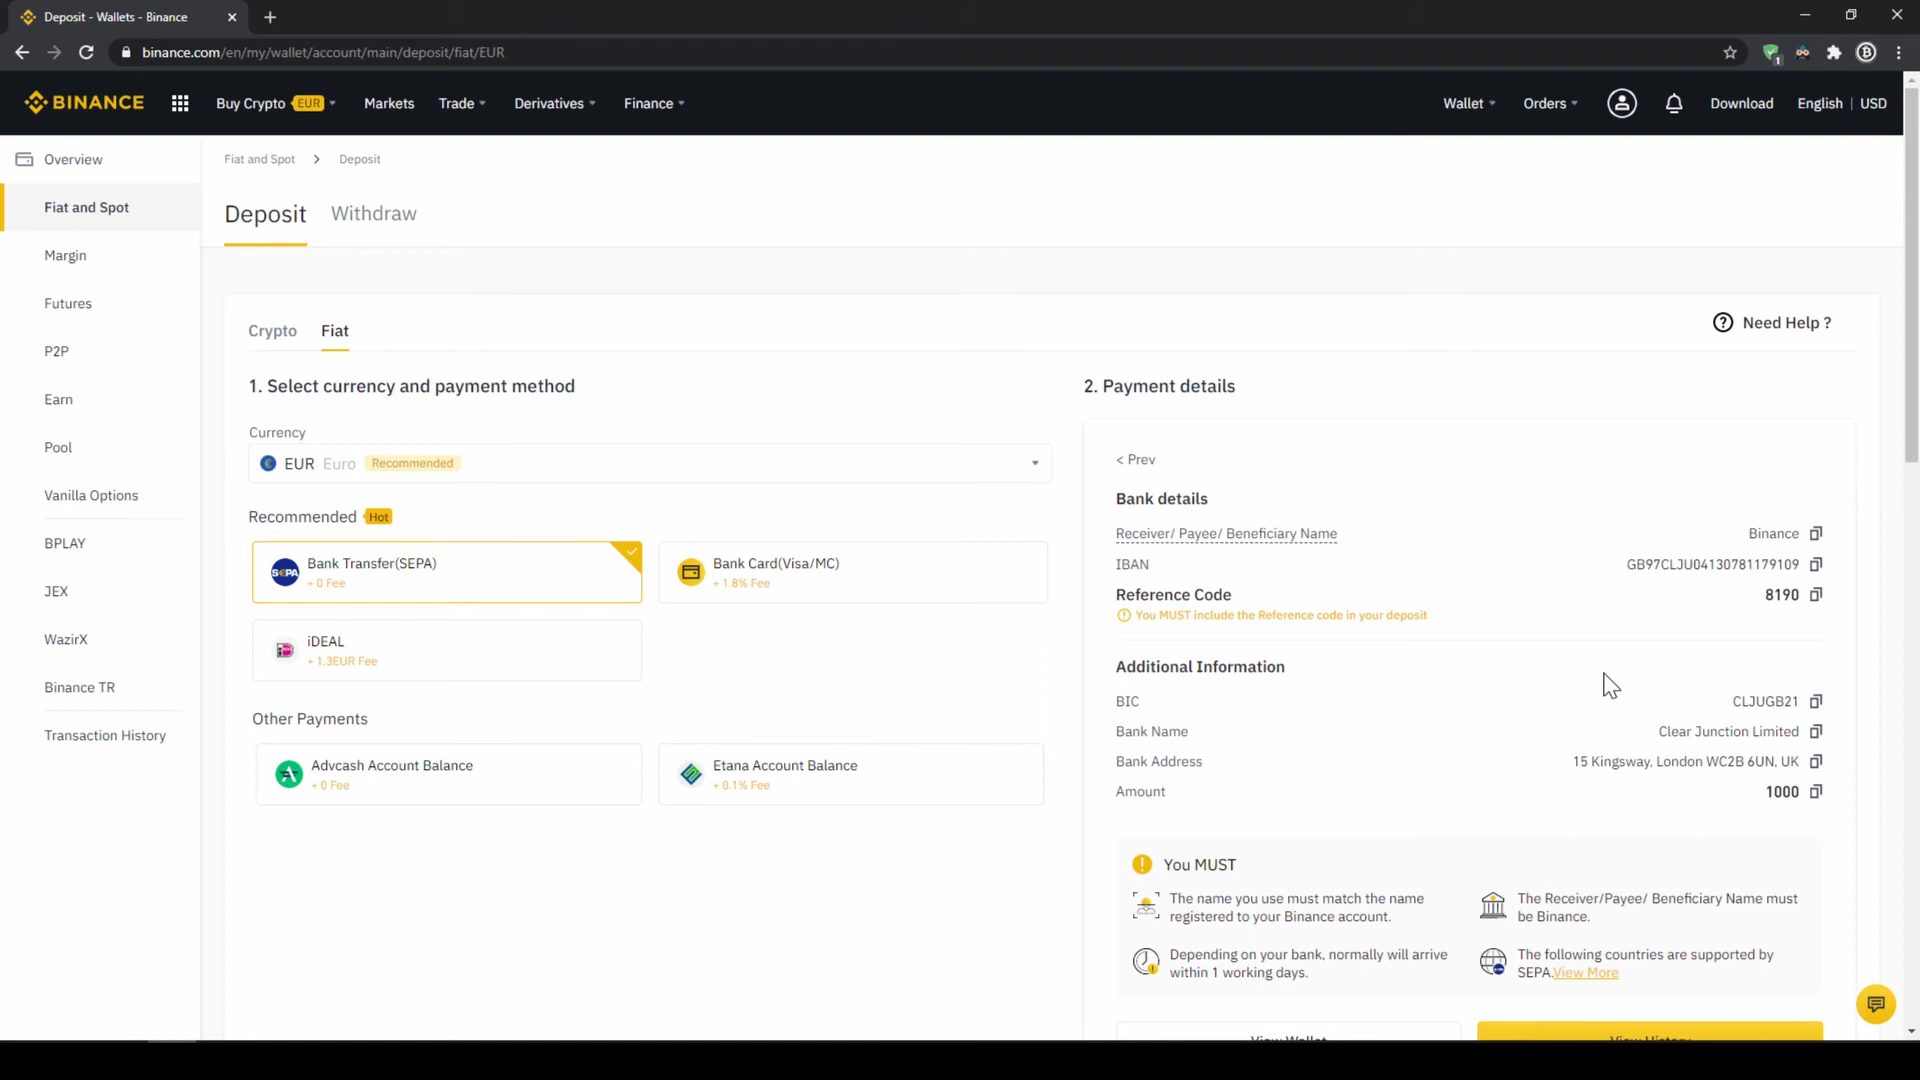 Deposit - Wallets - Binance
binance.com/en/my/wallet/account/main/deposit/fiat/EUR
1
BINANCE
Buy Crypto EUR
Markets
Trade
Derivatives
Finance
Wallet
Orders
Download
English | USD
Overview
Fiat and Spot
Margin
Futures
P2P
Earn
Pool
Vanilla Options
BPLAY
JEX
WazirX
Binance TR
Transaction History
Fiat and Spot > Deposit
Deposit Withdraw
Crypto Fiat
Need Help ?
1. Select currency and payment method
Currency
EUR Euro Recommended
Recommended Hot
SEPA
Bank Transfer(SEPA)
+ 0 Fee
Bank Card(Visa/MC)
+ 1.8% Fee
iDEAL
+ 1.3EUR Fee
Other Payments
Advcash Account Balance
+ 0 Fee
Etana Account Balance
+ 0.1% Fee
2. Payment details
< Prev
Bank details
Receiver/ Payee/ Beneficiary Name Binance
IBAN GB97CLJU04130781179109
Reference Code 8190
You MUST include the Reference code in your deposit
Additional Information
BIC CLJUGB21
Bank Name Clear Junction Limited
Bank Address 15 Kingsway, London WC2B 6UN, UK
Amount 1000
You MUST
The name you use must match the name
registered to your Binance account.
The Receiver/Payee/ Beneficiary Name must
be Binance.
Depending on your bank, normally will arrive
within 1 working days.
The following countries are supported by
SEPA.View More
View Wallet
View History